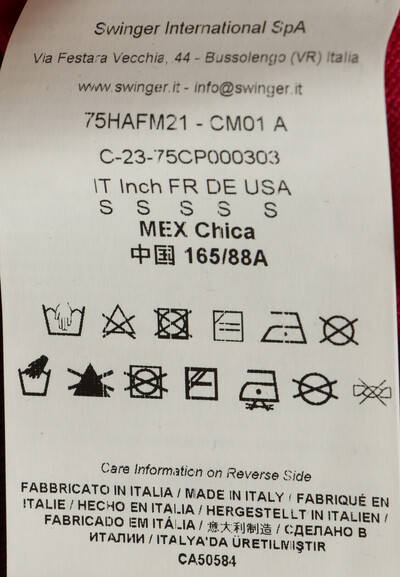 Swinger International SpA
Via Festara Vecchia, 44 - Bussolengo (VR) Italia
www.swinger.it - info@swinger.it
75HAFM21 - CM01 A
C-23-75CP000303
IT Inch FR DE USA
S S S S S
MEX Chica
中国 165/88A
Care Information on Reverse Side
FABBRICATO IN ITALIA / MADE IN ITALY / FABRIQUÉ EN
ITALIE / HECHO EN ITALIA / HERGESTELLT IN ITALIEN /
FABRICADO EM ITÁLIA / 意大利制造 / СДЕЛАНО В
ИТАЛИИ / ITALYA'DA ÜRETILMIŞTIR
CA50584